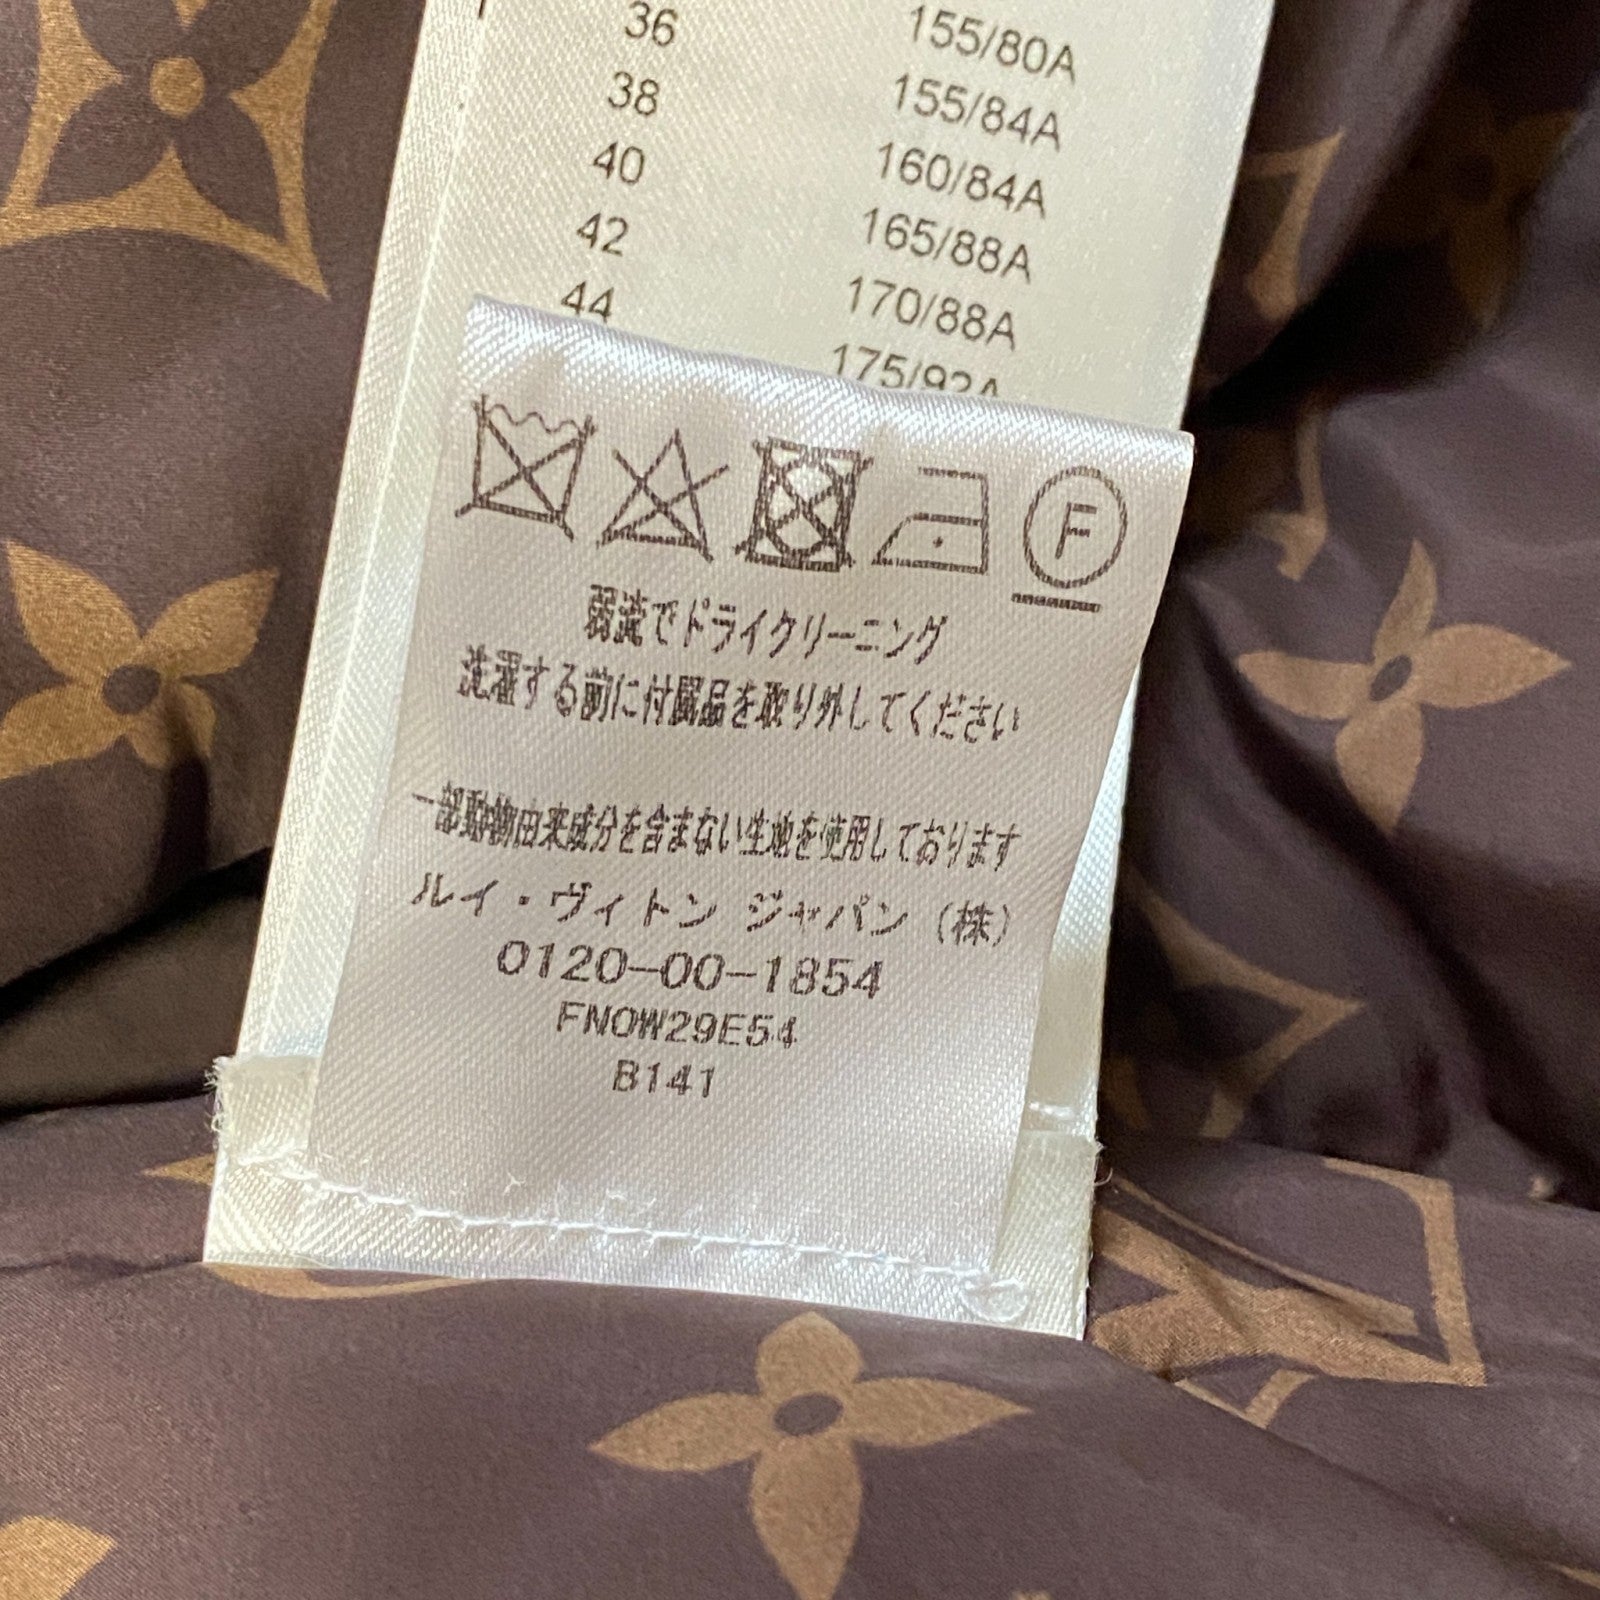 36 155/80A
38 155/84A
40 160/84A
42 165/88A
44 170/88A
175/92A
F
弱流でドライクリーニング
洗濯する前に付属品を取り外してください
一部動物由来成分を含まない生地を使用しております
ルイ・ヴィトン ジャパン (株)
0120-00-1854
FNOW29E54
B141